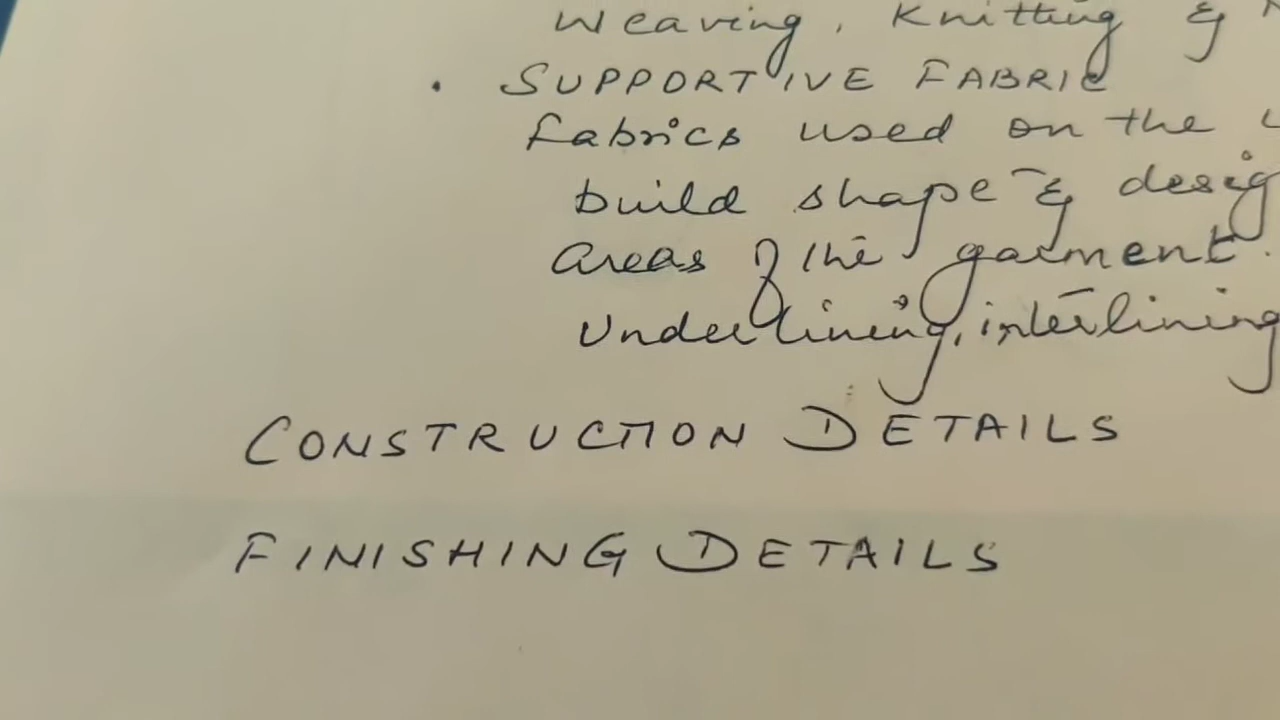 Weaving, Knitting &
• SUPPORTIVE FABRIC
fabrics used on the
build shape & desig
areas of the garment.
Underlining, interlining
CONSTRUCTION DETAILS
FINISHING DETAILS